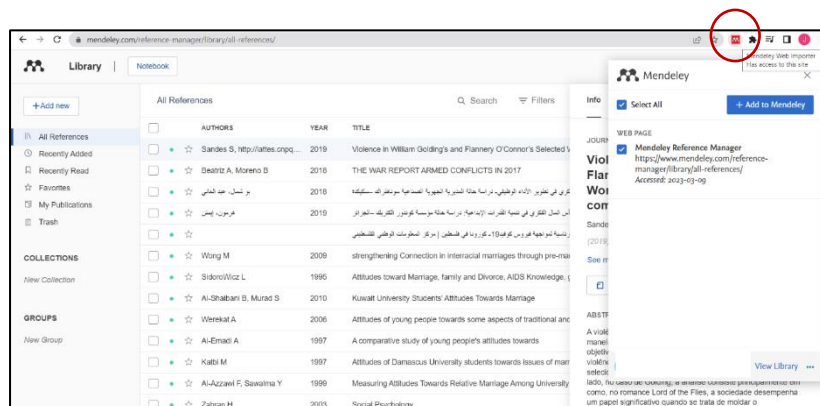 mendeley.com/reference-manager/library/all-references/
Mendeley Web Importer
Has access to this site
Library
Notebook
Mendeley
+Add new
All References
Search
Filters
Info
Select All
+ Add to Mendeley
AUTHORS YEAR TITLE
WEB PAGE
Mendeley Reference Manager
https://www.mendeley.com/reference-
manager/library/all-references/
Accessed: 2023-03-09
All References
Recently Added
Recently Read
Favorites
My Publications
Trash
COLLECTIONS
New Collection
GROUPS
New Group
Sandes S, http://lattes.cnpq... 2019 Violence in William Golding's and Flannery O'Connor's Selected
Beatriz A, Moreno B 2018 THE WAR REPORT ARMED CONFLICTS IN 2017
2018
2019
Wong M 2009 strengthening Connection in interracial marriages through pre-mar
SidoroWicz L 1995 Attitudes toward Marriage, family and Divorce, AIDS Knowledge,
Al-Shaibani B, Murad S 2010 Kuwait University Students' Attitudes Towards Marriage
Werekat A 2006 Attitudes of young people towards some aspects of traditional and
Al-Emadi A 1997 A comparative study of young people's attitudes towards
Katbi M 1997 Attitudes of Damascus University students towards issues of marr
Al-Azzawi F, Sawalma Y 1999 Measuring Attitudes Towards Relative Marriage Among University
Zahran H 2003 Social Psychology
JOURN
Viol
Flar
Wor
com
Sande
(2019)
See m
ABSTR
A violê
manei
objetiv
violênc
selecio
View Library
lado, no caso de Golding, a análise consiste principalmente em
como, no romance Lord of the Flies, a sociedade desempenha
um papel significativo quando se trata de moldar o